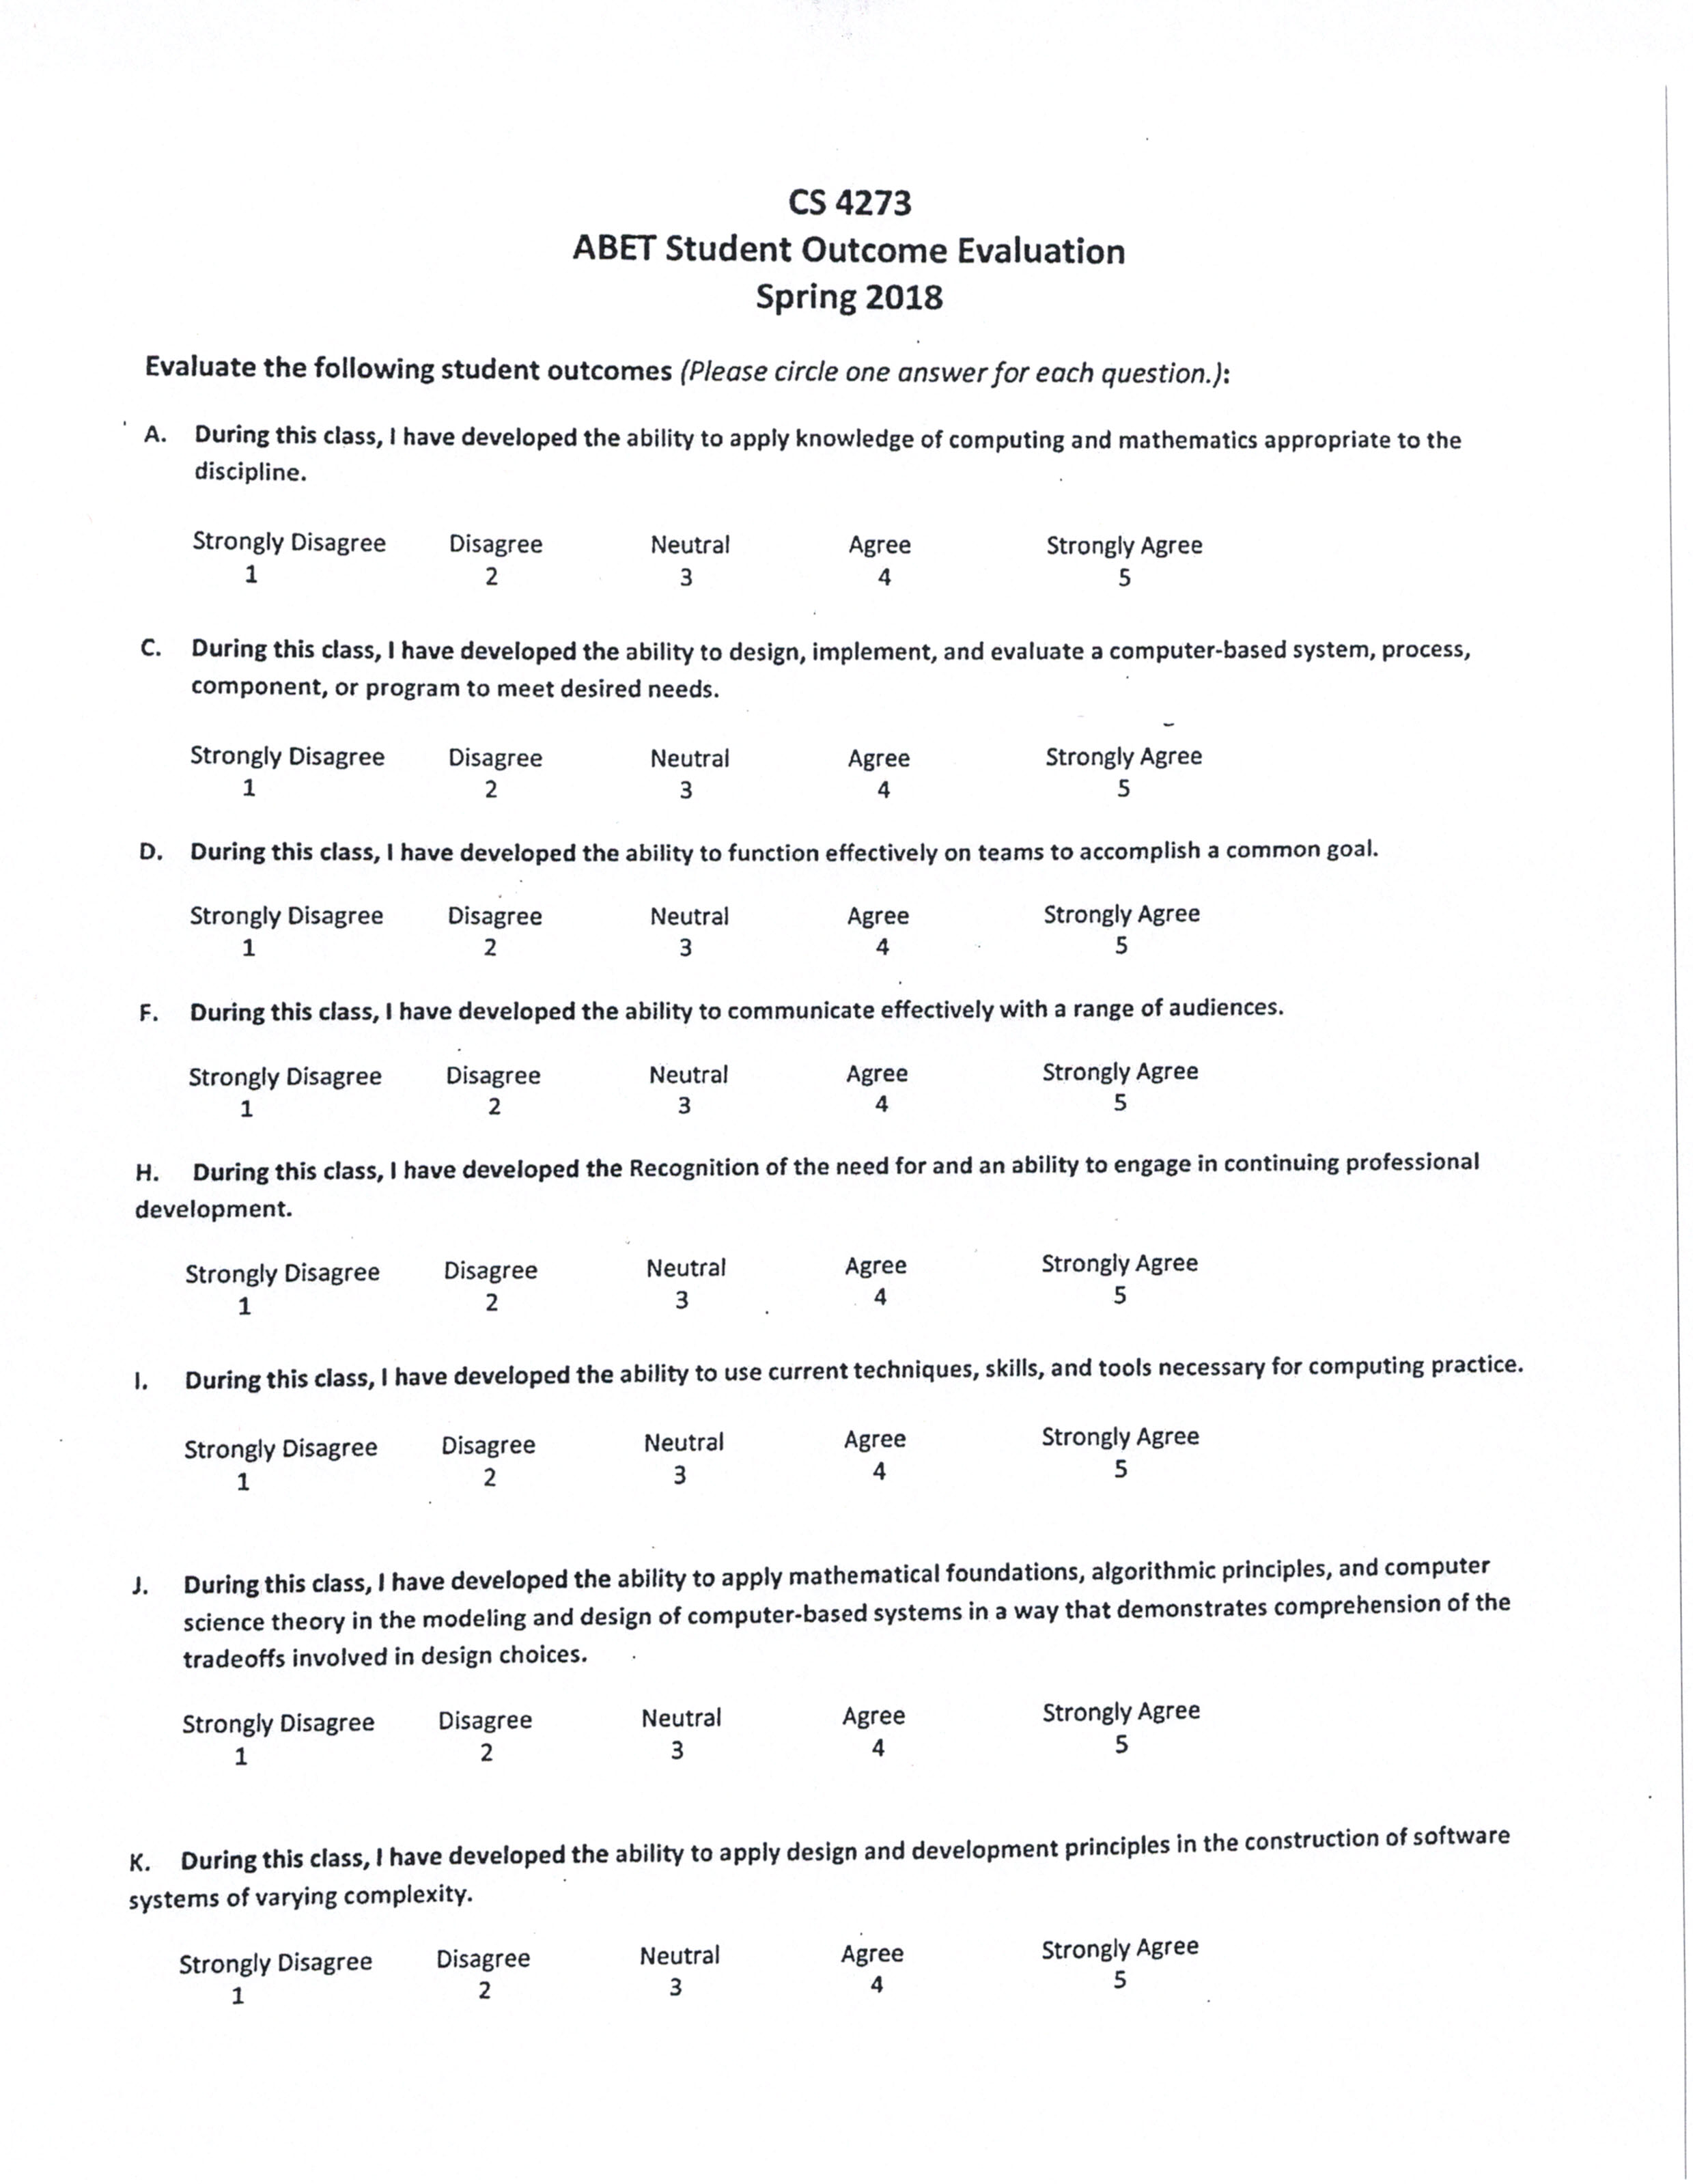 CS 4273
ABET Student Outcome Evaluation
Spring 2018
Evaluate the following student outcomes (Please circle one answer for each question.):
A. During this class, I have developed the ability to apply knowledge of computing and mathematics appropriate to the
discipline.
Strongly Disagree Disagree Neutral Agree Strongly Agree
1 2 3 4 5
C. During this class, I have developed the ability to design, implement, and evaluate a computer-based system, process,
component, or program to meet desired needs.
Strongly Disagree Disagree Neutral Agree Strongly Agree
1 2 3 4 5
D. During this class, I have developed the ability to function effectively on teams to accomplish a common goal.
Strongly Disagree Disagree Neutral Agree Strongly Agree
1 2 3 4 5
F. During this class, I have developed the ability to communicate effectively with a range of audiences.
Strongly Disagree Disagree Neutral Agree Strongly Agree
1 2 3 4 5
H. During this class, I have developed the Recognition of the need for and an ability to engage in continuing professional
development.
Strongly Disagree Disagree Neutral Agree Strongly Agree
1 2 3 4 5
I. During this class, I have developed the ability to use current techniques, skills, and tools necessary for computing practice.
Strongly Disagree Disagree Neutral Agree Strongly Agree
1 2 3 4 5
J. During this class, I have developed the ability to apply mathematical foundations, algorithmic principles, and computer
science theory in the modeling and design of computer-based systems in a way that demonstrates comprehension of the
tradeoffs involved in design choices.
Strongly Disagree Disagree Neutral Agree Strongly Agree
1 2 3 4 5
K. During this class, I have developed the ability to apply design and development principles in the construction of software
systems of varying complexity.
Strongly Disagree Disagree Neutral Agree Strongly Agree
1 2 3 4 5